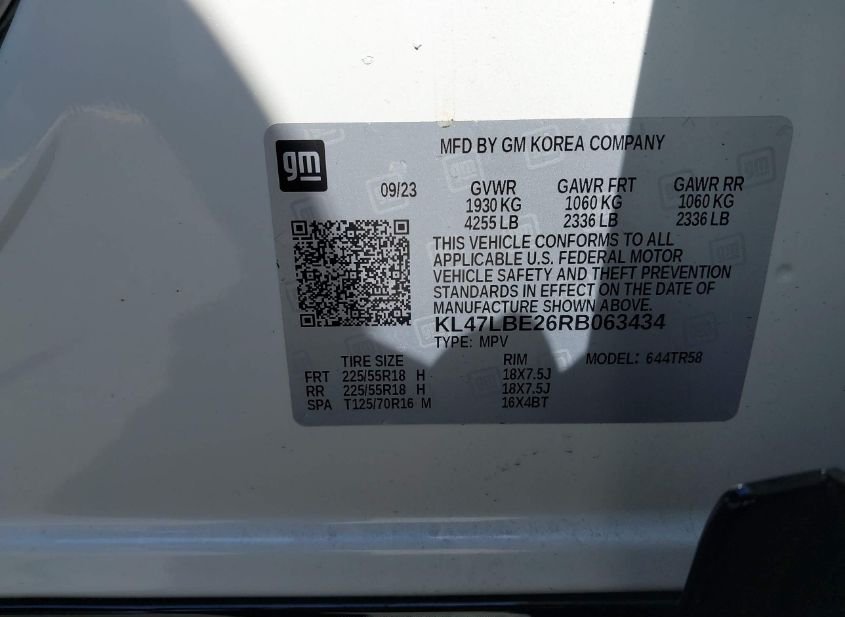 gm
MFD BY GM KOREA COMPANY
09/23 GVWR GAWR FRT GAWR RR
1930 KG 1060 KG 1060 KG
4255 LB 2336 LB 2336 LB
THIS VEHICLE CONFORMS TO ALL
APPLICABLE U.S. FEDERAL MOTOR
VEHICLE SAFETY AND THEFT PREVENTION
STANDARDS IN EFFECT ON THE DATE OF
MANUFACTURE SHOWN ABOVE.
KL47LBE26RB063434
TYPE: MPV
TIRE SIZE RIM MODEL: 644TR58
FRT 225/55R18 H 18X7.5J
RR 225/55R18 H 18X7.5J
SPA T125/70R16 M 16X4BT